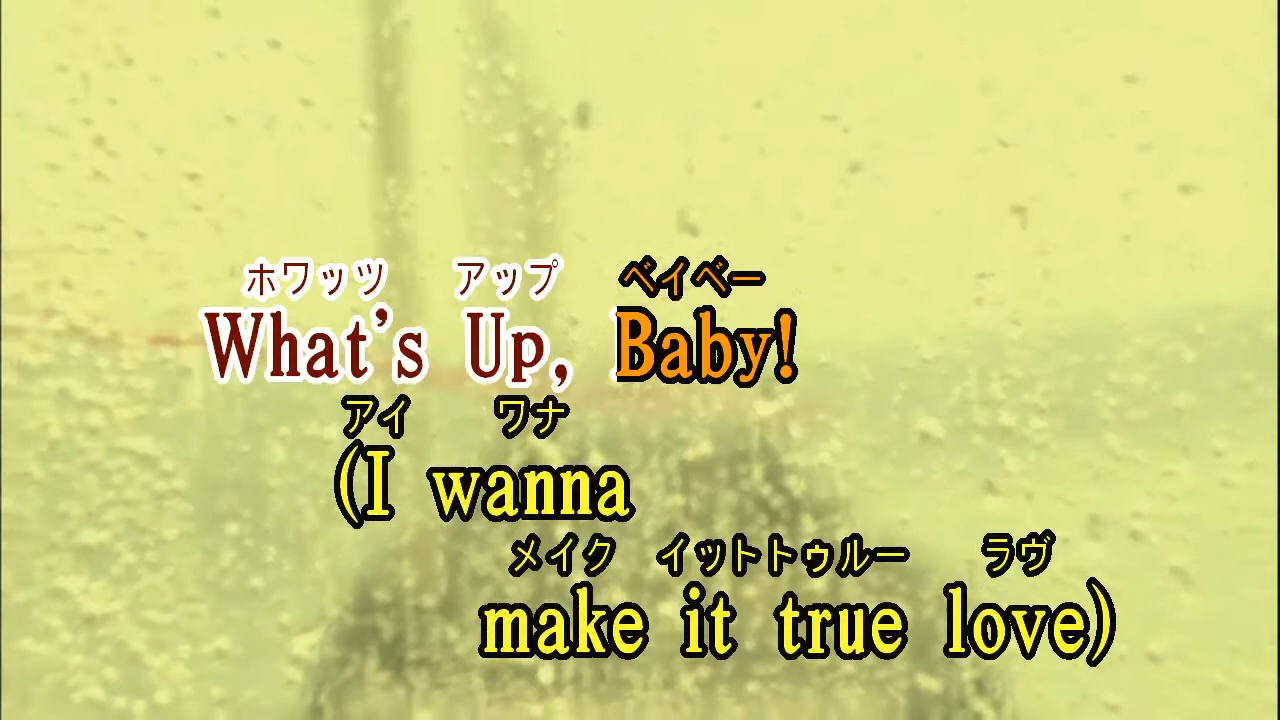 ホワッツ アップ ベイベー
What's Up, Baby!
アイ ワナ
(I wanna
メイク イットトゥルー ラヴ
make it true love)